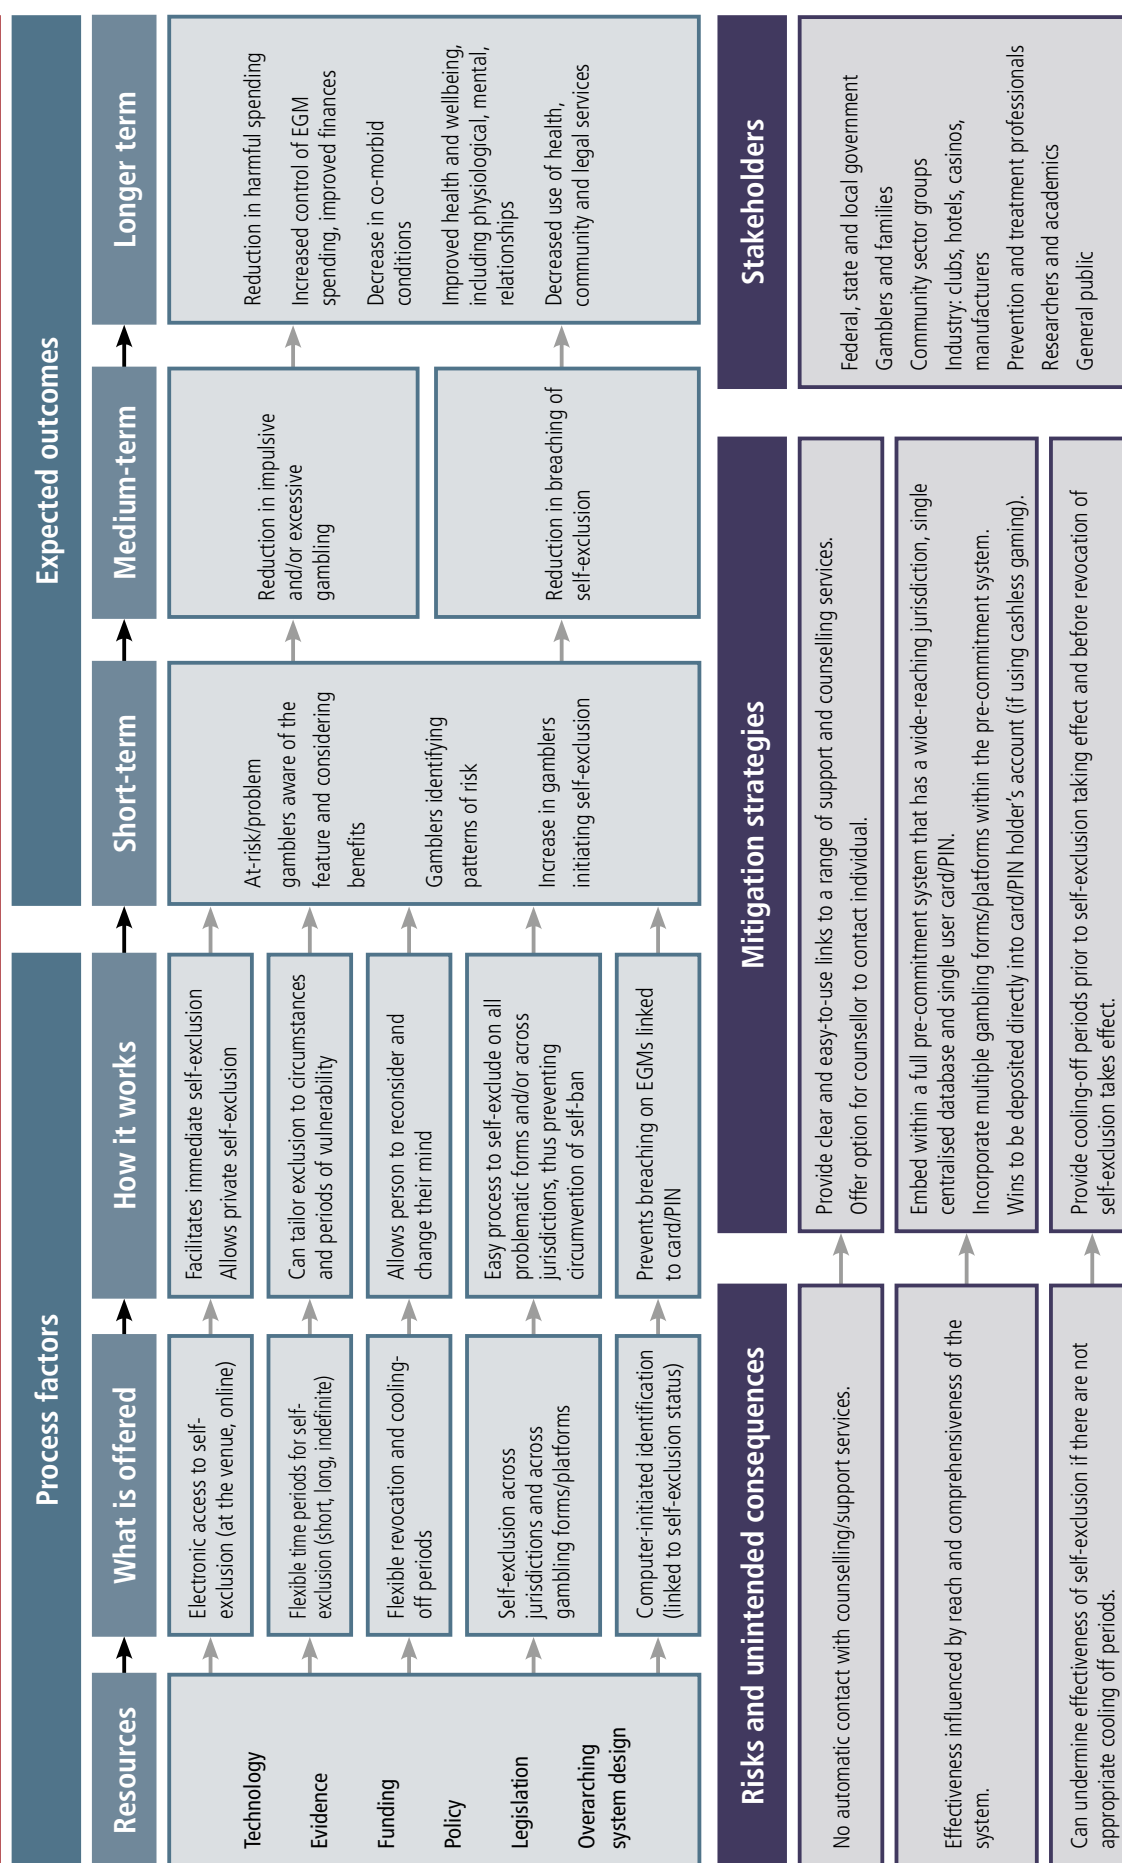 Process factors
Expected outcomes
Resources
What is offered
How it works
Short-term
Medium-term
Longer term
Technology
Evidence
Funding
Policy
Legislation
Overarching
system design
Electronic access to self-
exclusion (at the venue, online)
Flexible time periods for self-
exclusion (short, long, indefinite)
Flexible revocation and cooling-
off periods
Self-exclusion across
jurisdictions and across
gambling forms/platforms
Computer-initiated identification
(linked to self-exclusion status)
Facilitates immediate self-exclusion
Allows private self-exclusion
Can tailor exclusion to circumstances
and periods of vulnerability
Allows person to reconsider and
change their mind
Easy process to self-exclude on all
problematic forms and/or across
jurisdictions, thus preventing
circumvention of self-ban
Prevents breaching on EGMs linked
to card/PIN
At-risk/problem
gamblers aware of the
feature and considering
benefits
Gamblers identifying
patterns of risk
Increase in gamblers
initiating self-exclusion
Reduction in impulsive
and/or excessive
gambling
Reduction in breaching of
self-exclusion
Reduction in harmful spending
Increased control of EGM
spending, improved finances
Decrease in co-morbid
conditions
Improved health and wellbeing,
including physiological, mental,
relationships
Decreased use of health,
community and legal services
Risks and unintended consequences
Mitigation strategies
Stakeholders
No automatic contact with counselling/support services.
Effectiveness influenced by reach and comprehensiveness of the
system.
Can undermine effectiveness of self-exclusion if there are not
appropriate cooling off periods.
Provide clear and easy-to-use links to a range of support and counselling services.
Offer option for counsellor to contact individual.
Embed within a full pre-commitment system that has a wide-reaching jurisdiction, single
centralised database and single user card/PIN.
Incorporate multiple gambling forms/platforms within the pre-commitment system.
Wins to be deposited directly into card/PIN holder's account (if using cashless gaming).
Provide cooling-off periods prior to self-exclusion taking effect and before revocation of
self-exclusion takes effect.
Federal, state and local government
Gamblers and families
Community sector groups
Industry: clubs, hotels, casinos,
manufacturers
Prevention and treatment professionals
Researchers and academics
General public